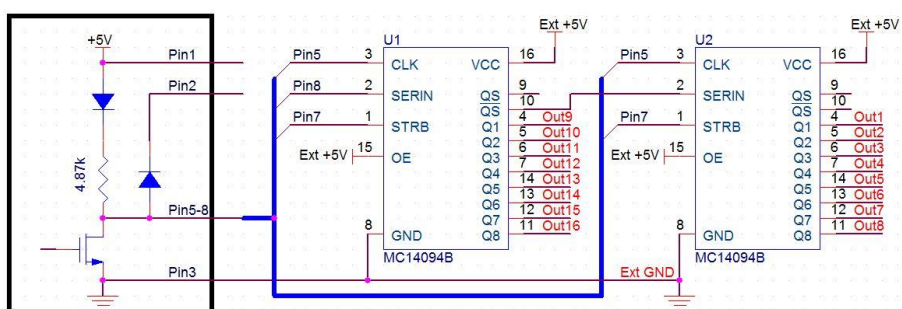 +5V
Pin1
Pin2
4.87k
Pin5-8
Pin3
U1
Ext +5V
Pin5 3 CLK VCC 16
Pin8 2 SERIN QS 9
QS 10
Pin7 1 STRB Q1 4 Out9
Q2 5 Out10
Ext +5V 15 OE Q3 6 Out11
Q4 7 Out12
Q5 14 Out13
Q6 13 Out14
Q7 12 Out15
8 GND Q8 11 Out16
MC14094B
U2
Ext +5V
Pin5 3 CLK VCC 16
2 SERIN QS 9
QS 10
Pin7 1 STRB Q1 4 Out1
Q2 5 Out2
Ext +5V 15 OE Q3 6 Out3
Q4 7 Out4
Q5 14 Out5
Q6 13 Out6
Q7 12 Out7
8 GND Q8 11 Out8
MC14094B
Ext GND